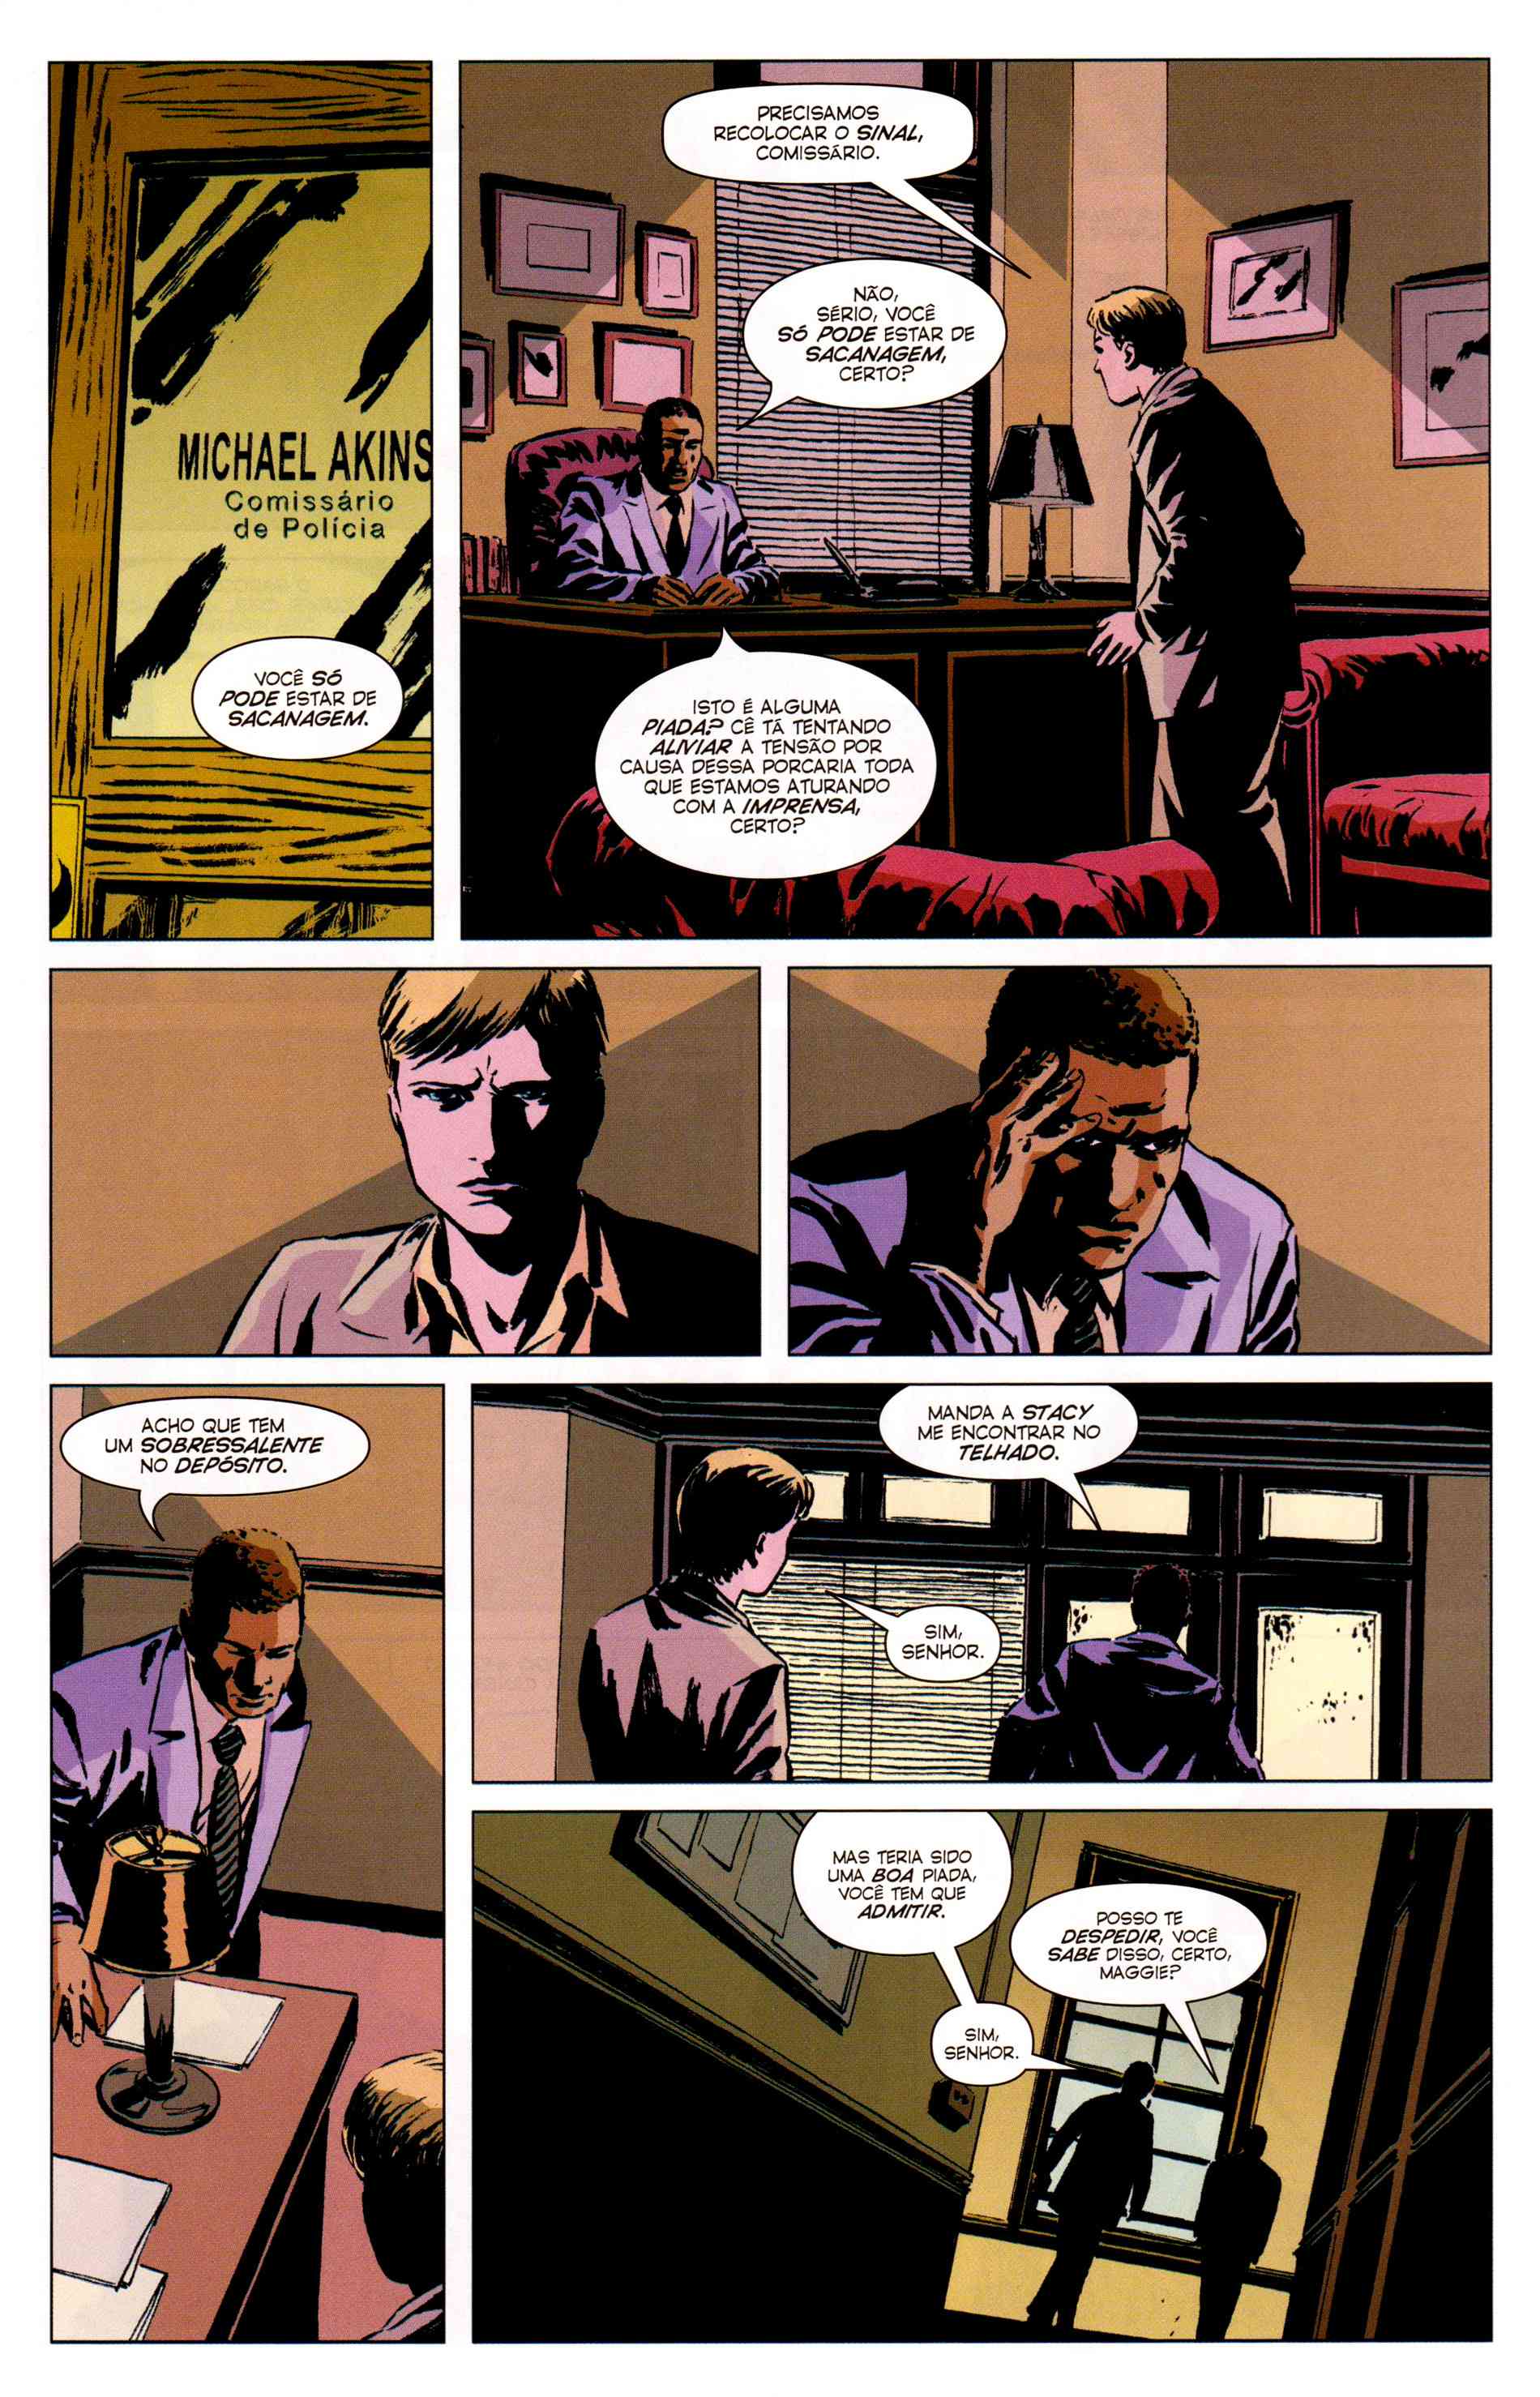 MICHAEL AKINS
Comissário
de Polícia
VOCÊ SÓ
PODE ESTAR DE
SACANAGEM.
PRECISAMOS
RECOLOCAR O SINAL,
COMISSÁRIO.
NÃO,
SÉRIO, VOCÊ
SÓ PODE ESTAR DE
SACANAGEM,
CERTO?
ISTO É ALGUMA
PIADA? CÊ TÁ TENTANDO
ALIVIAR A TENSÃO POR
CAUSA DESSA PORCARIA TODA
QUE ESTAMOS ATURANDO
COM A IMPRENSA,
CERTO?
ACHO QUE TEM
UM SOBRESSALENTE
NO DEPÓSITO.
MANDA A STACY
ME ENCONTRAR NO
TELHADO.
SIM,
SENHOR.
MAS TERIA SIDO
UMA BOA PIADA,
VOCÊ TEM QUE
ADMITIR.
POSSO TE
DESPEDIR, VOCÊ
SABE DISSO, CERTO,
MAGGIE?
SIM,
SENHOR.